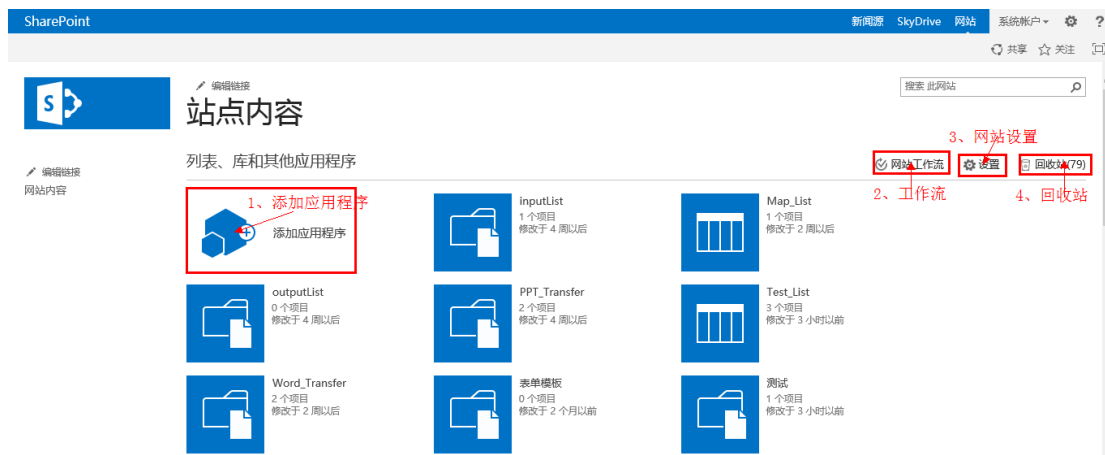 SharePoint
新闻源 SkyDrive 网站 系统帐户 ?
共享 关注
编辑链接
站点内容
搜索 此网站
S
编辑链接
网站内容
列表、库和其他应用程序
3、网站设置
网站工作流 设置 回收站(79)
2、工作流 4、回收站
1、添加应用程序
添加应用程序
inputList
1 个项目
修改于 4 周以后
Map_List
1 个项目
修改于 2 周以后
outputList
0 个项目
修改于 4 周以后
PPT_Transfer
2 个项目
修改于 4 周以后
Test_List
3 个项目
修改于 3 小时以前
Word_Transfer
2 个项目
修改于 2 周以后
表单模板
0 个项目
修改于 2 个月以前
测试
1 个项目
修改于 3 小时以前